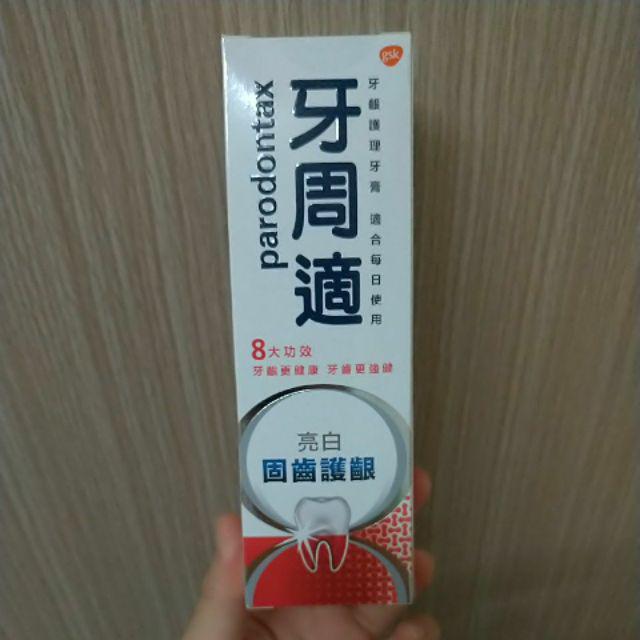 gsk
牙周適
parodontax
牙齦護理牙膏 適合每日使用
8大功效
牙齦更健康 牙齒更強健
亮白
固齒護齦